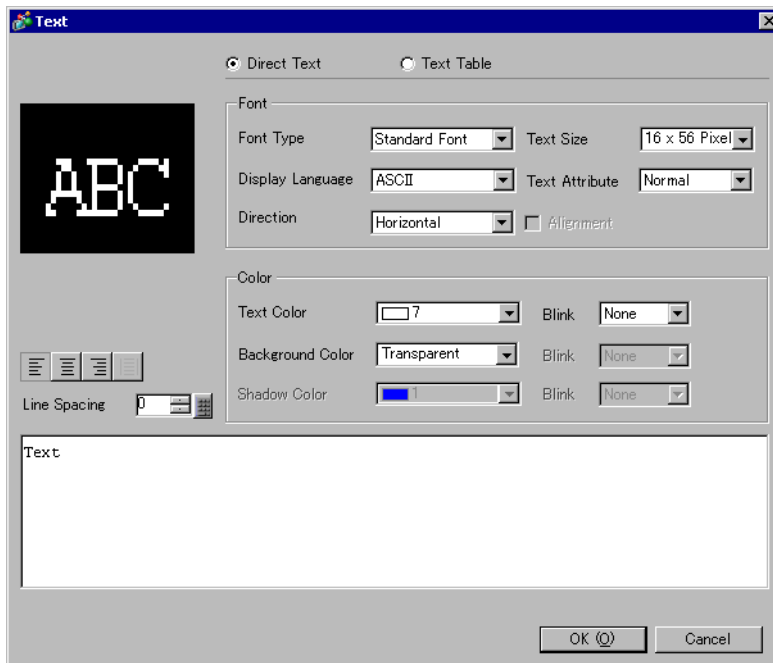 Text
Direct Text Text Table
Font
Font Type Standard Font Text Size 16 x 56 Pixel
Display Language ASCII Text Attribute Normal
Direction Horizontal Alignment
ABC
Color
Text Color 7 Blink None
Background Color Transparent Blink None
Shadow Color 1 Blink None
Line Spacing 0
Text
OK (O) Cancel